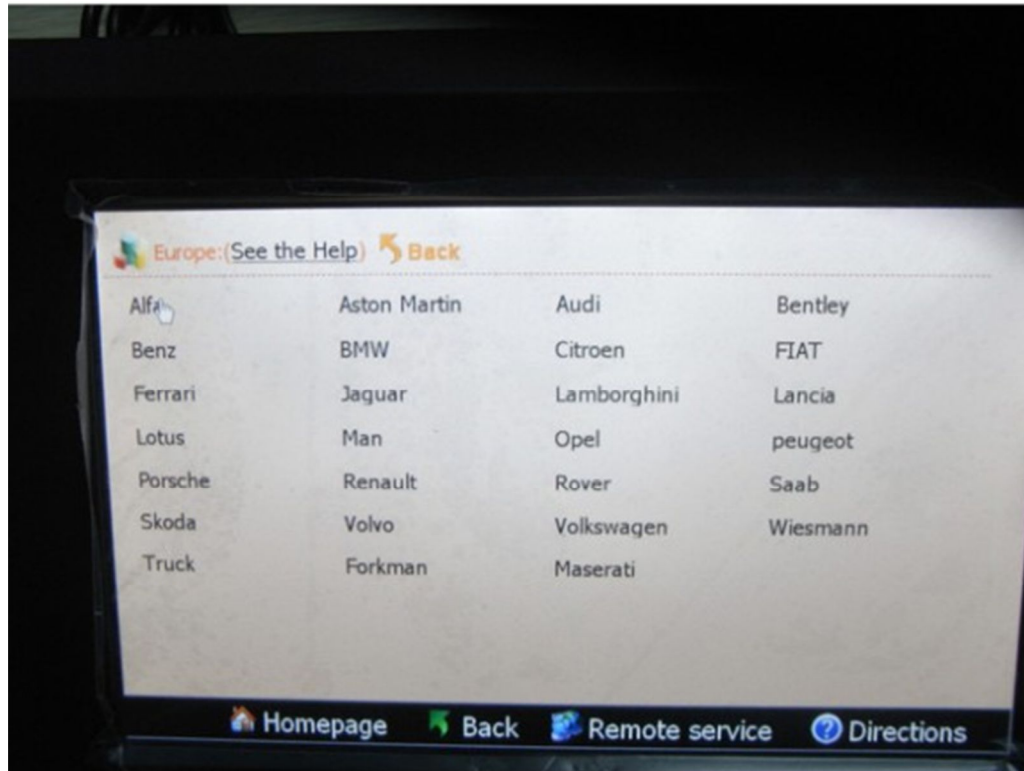 Europe:(See the Help) Back
Alfa Aston Martin Audi Bentley
Benz BMW Citroen FIAT
Ferrari Jaguar Lamborghini Lancia
Lotus Man Opel peugeot
Porsche Renault Rover Saab
Skoda Volvo Volkswagen Wiesmann
Truck Forkman Maserati
Homepage Back Remote service Directions